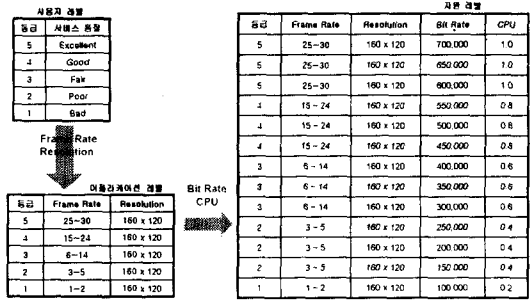 사용자 레벨
등급 서비스 품질
5 Excellent
4 Good
3 Fair
2 Poor
1 Bad
Frame Rate
Resolution
어플리케이션 레벨
등급 Frame Rate Resolution
5 25~30 160 x 120
4 15~24 160 x 120
3 6~14 160 x 120
2 3~5 160 x 120
1 1~2 160 x 120
Bit Rate
CPU
자원 레벨
등급 Frame Rate Resolution Bit Rate CPU
5 25~30 160 x 120 700,000 1.0
5 25~30 160 x 120 650,000 1.0
5 25~30 160 x 120 600,000 1.0
4 15 ~ 24 160 x 120 550,000 0.8
4 15 ~ 24 160 x 120 500,000 0.8
4 15 ~ 24 160 x 120 450,000 0.8
3 6 ~ 14 160 x 120 400,000 0.6
3 6 ~ 14 160 x 120 350,000 0.6
3 6 ~ 14 160 x 120 300,000 0.6
2 3 ~ 5 160 x 120 250,000 0.4
2 3 ~ 5 160 x 120 200,000 0.4
2 3 ~ 5 160 x 120 150,000 0.4
1 1 ~ 2 160 x 120 100,000 0.2